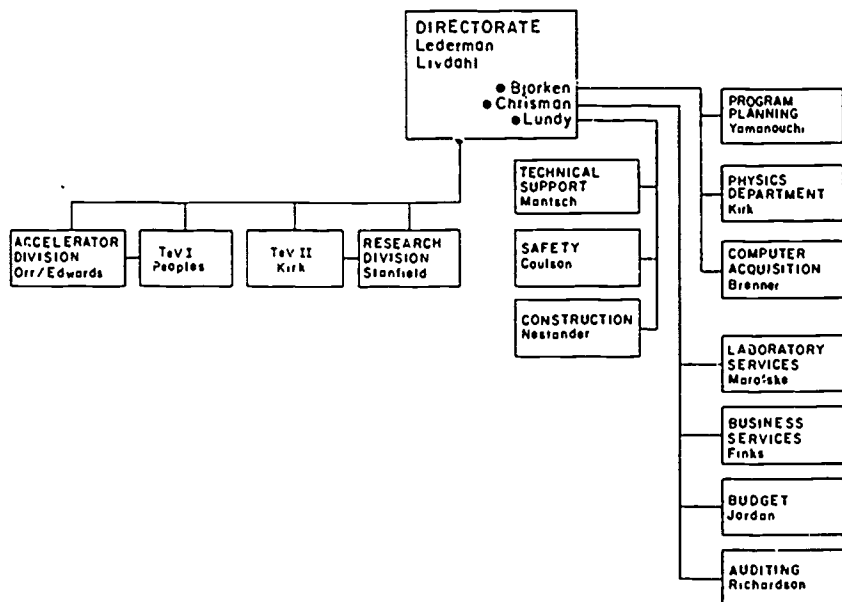 DIRECTORATE
Lederman
Livdahl
• Bjorken
• Chrisman
• Lundy
PROGRAM
PLANNING
Yamanouchi
PHYSICS
DEPARTMENT
Kirk
COMPUTER
ACQUISITION
Brenner
TECHNICAL
SUPPORT
Mantsch
SAFETY
Coulson
CONSTRUCTION
Nestander
ACCELERATOR
DIVISION
Orr/Edwards
TeV I
Peoples
TeV II
Kirk
RESEARCH
DIVISION
Stanfield
LABORATORY
SERVICES
Marofske
BUSINESS
SERVICES
Finks
BUDGET
Jordan
AUDITING
Richardson